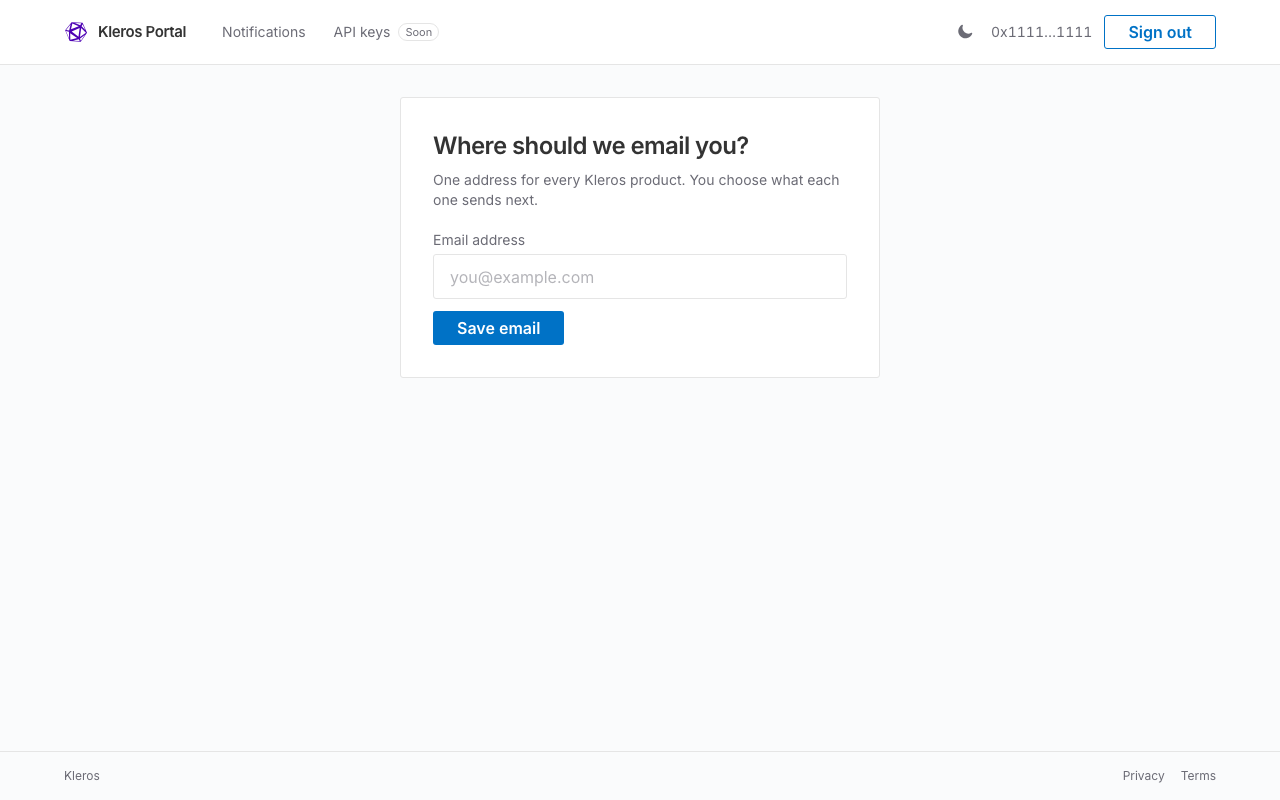 Kleros Portal
Notifications
API keys
Soon
0x1111...1111
Sign out
Where should we email you?
One address for every Kleros product. You choose what each
one sends next.
Email address
you@example.com
Save email
Kleros
Privacy
Terms